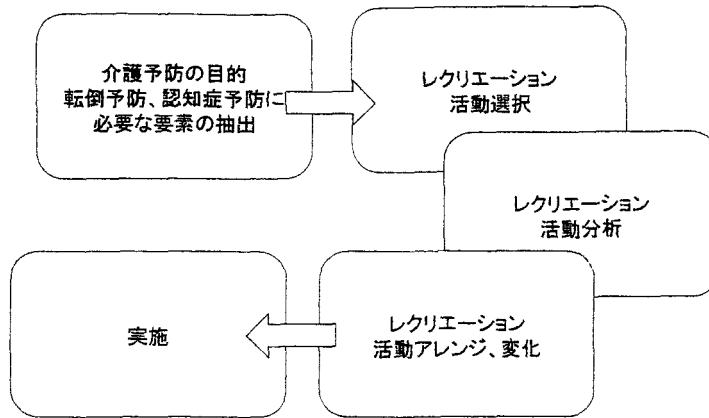 介護予防の目的
転倒予防、認知症予防に
必要な要素の抽出
レクリエーション
活動選択
レクリエーション
活動分析
レクリエーション
活動アレンジ、変化
実施